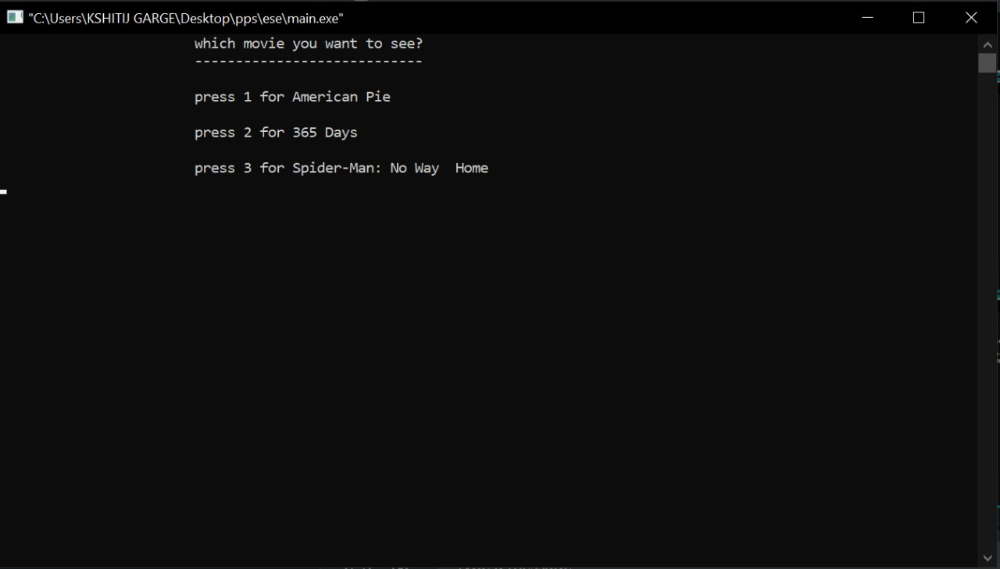 "C:\Users\KSHITIJ GARGE\Desktop\pps\ese\main.exe"
which movie you want to see?
----------------------------
press 1 for American Pie
press 2 for 365 Days
press 3 for Spider-Man: No Way  Home